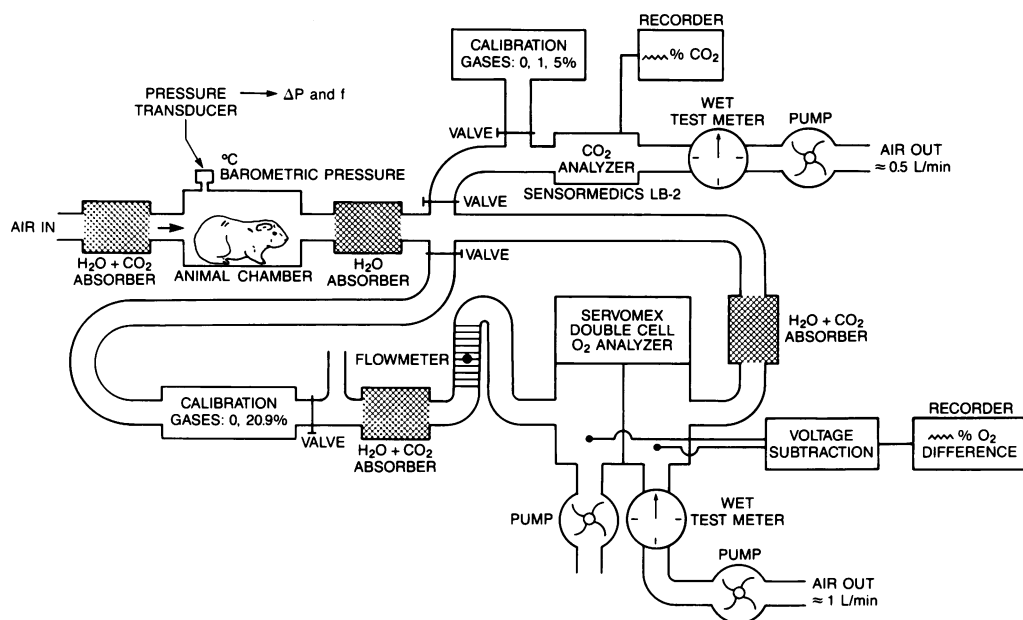 RECORDER
CALIBRATION
GASES: 0, 1, 5%
% CO₂
PRESSURE
TRANSDUCER
ΔP and f
WET
TEST METER
PUMP
VALVE
CO₂
ANALYZER
AIR OUT
≈ 0.5 L/min
°C
BAROMETRIC PRESSURE
SENSORMEDICS LB-2
VALVE
AIR IN
H₂O + CO₂
ABSORBER
ANIMAL CHAMBER
H₂O
ABSORBER
VALVE
SERVOMEX
DOUBLE CELL
O₂ ANALYZER
H₂O + CO₂
ABSORBER
FLOWMETER
CALIBRATION
GASES: 0, 20.9%
VALVE
H₂O + CO₂
ABSORBER
VOLTAGE
SUBTRACTION
RECORDER
% O₂
DIFFERENCE
PUMP
WET
TEST METER
PUMP
AIR OUT
≈ 1 L/min